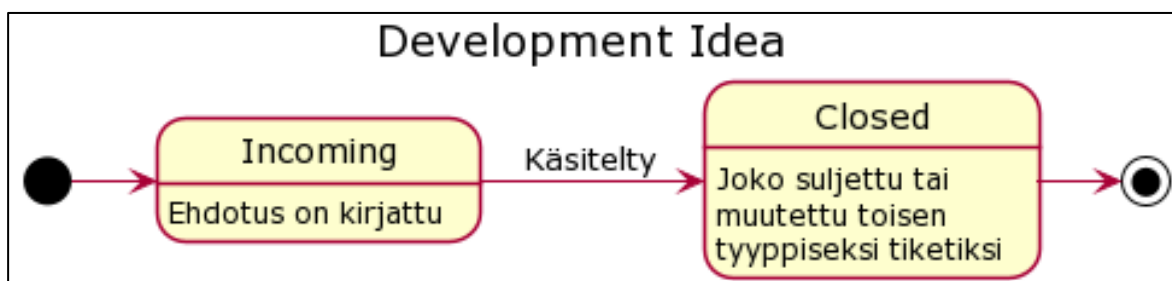 Development Idea
Incoming
Ehdotus on kirjattu
Käsitelty
Closed
Joko suljettu tai
muutettu toisen
tyyppiseksi tiketiksi